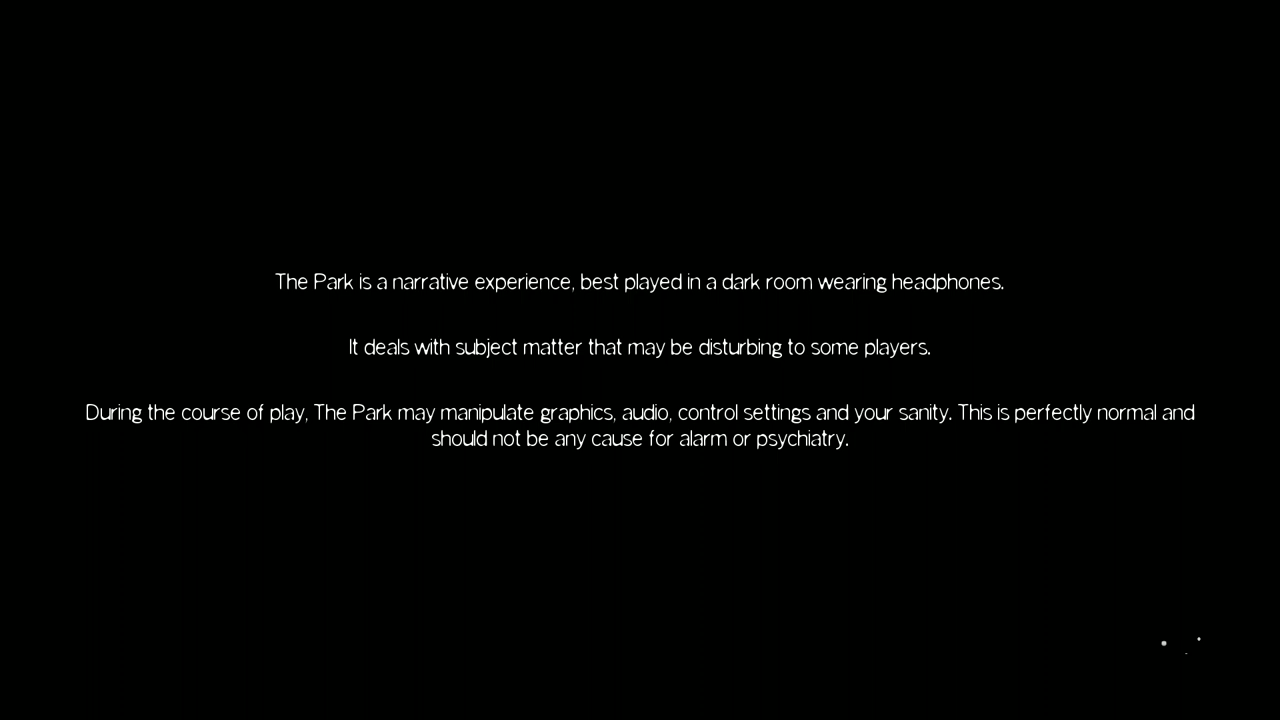 The Park is a narrative experience, best played in a dark room wearing headphones.
It deals with subject matter that may be disturbing to some players.
During the course of play, The Park may manipulate graphics, audio, control settings and your sanity. This is perfectly normal and
should not be any cause for alarm or psychiatry.